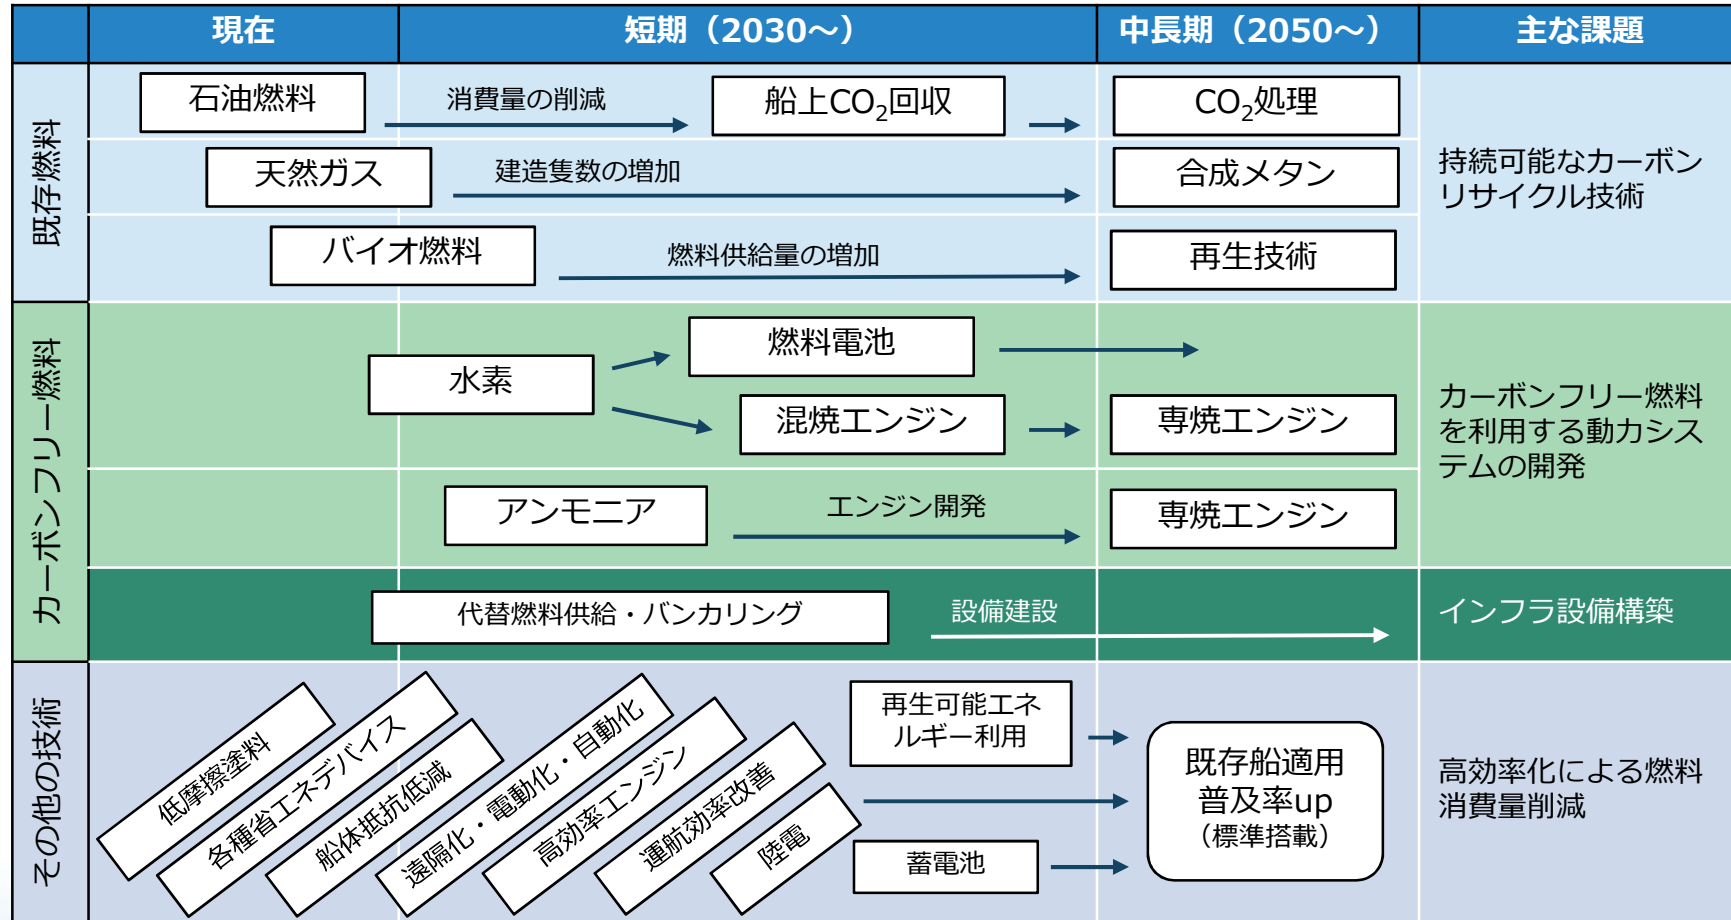 現在
短期（2030～）
中長期（2050～）
主な課題
既存燃料
石油燃料
消費量の削減
船上CO₂回収
CO₂処理
天然ガス
建造隻数の増加
合成メタン
バイオ燃料
燃料供給量の増加
再生技術
持続可能なカーボン
リサイクル技術
カーボンフリー燃料
水素
燃料電池
混焼エンジン
専焼エンジン
アンモニア
エンジン開発
専焼エンジン
カーボンフリー燃料
を利用する動力シス
テムの開発
代替燃料供給・バンカリング
設備建設
インフラ設備構築
その他の技術
低摩擦塗料
各種省エネデバイス
船体抵抗低減
遠隔化・電動化・自動化
高効率エンジン
運航効率改善
陸電
再生可能エネ
ルギー利用
蓄電池
既存船適用
普及率up
（標準搭載）
高効率化による燃料
消費量削減